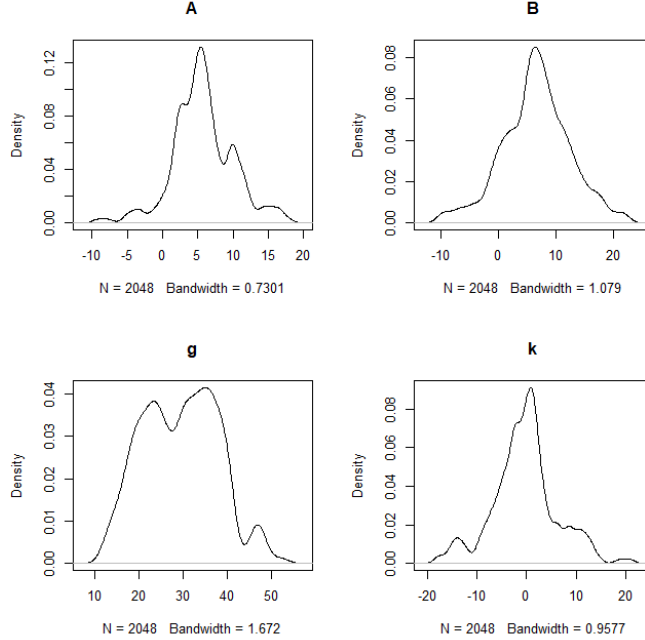 A
Density
0.00
0.04
0.08
0.12
-10 -5 0 5 10 15 20
N = 2048 Bandwidth = 0.7301
B
Density
0.00
0.02
0.04
0.06
0.08
-10 0 10 20
N = 2048 Bandwidth = 1.079
g
Density
0.00
0.01
0.02
0.03
0.04
10 20 30 40 50
N = 2048 Bandwidth = 1.672
k
Density
0.00
0.02
0.04
0.06
0.08
-20 -10 0 10 20
N = 2048 Bandwidth = 0.9577